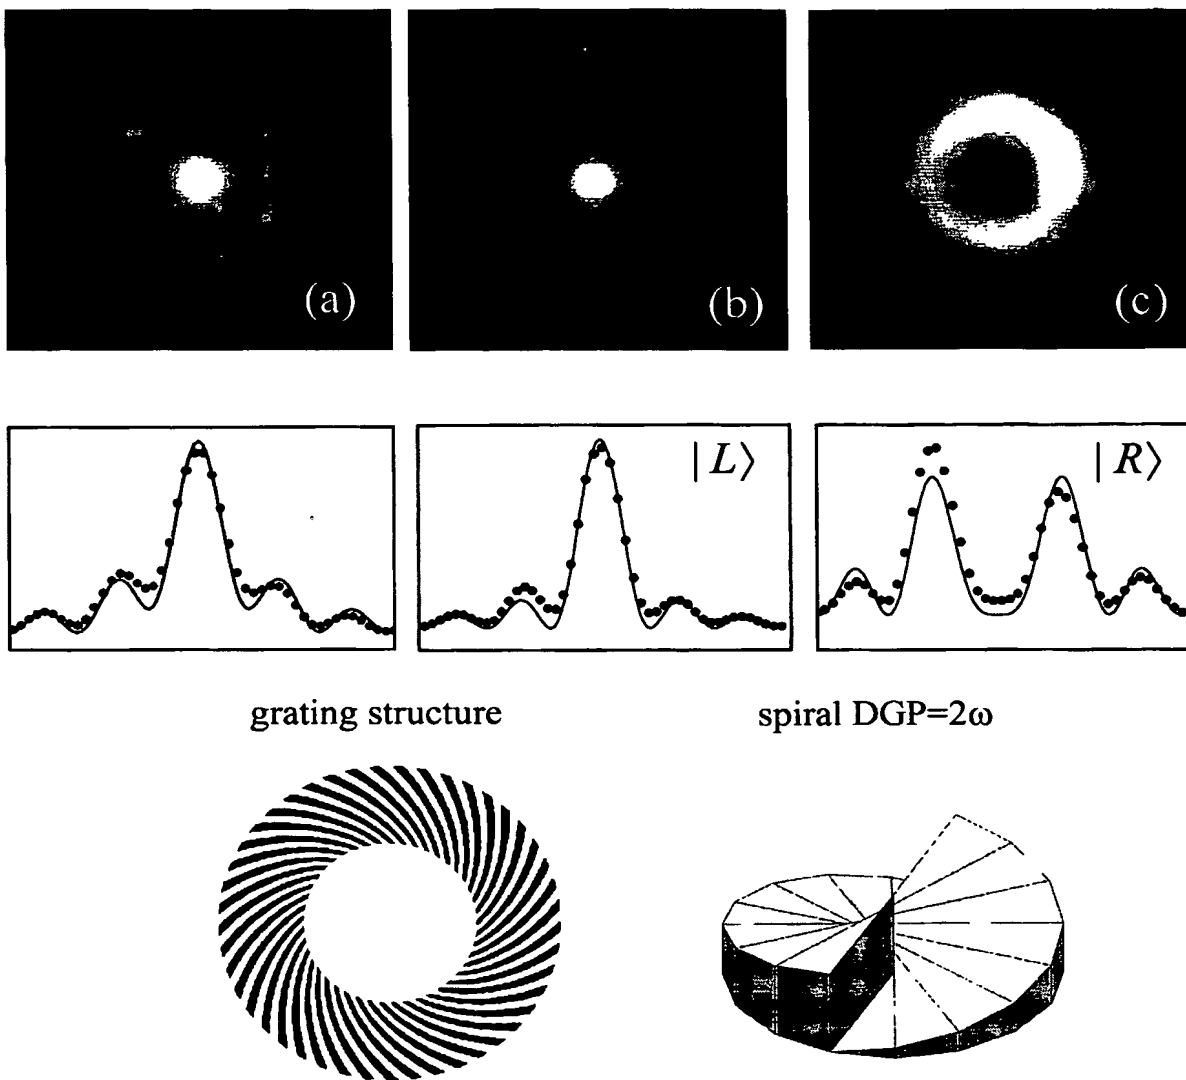 (a)
(b)
(c)
|L⟩
|R⟩
grating structure
spiral DGP=2ω